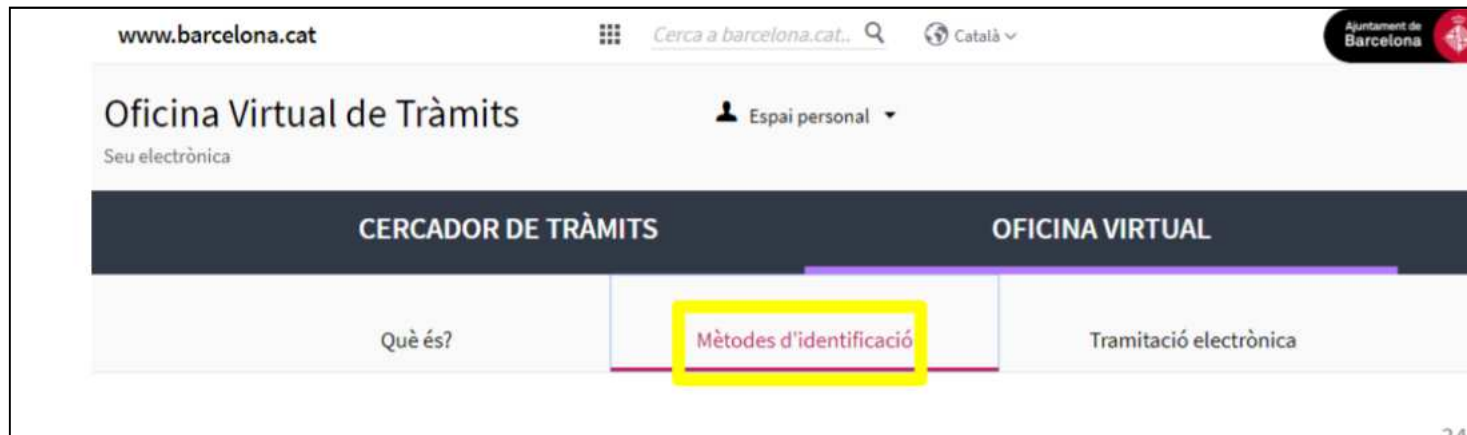 www.barcelona.cat
Cerca a barcelona.cat..
Català
Ajuntament de
Barcelona
Oficina Virtual de Tràmits
Espai personal
Seu electrònica
CERCADOR DE TRÀMITS
OFICINA VIRTUAL
Què és?
Mètodes d'identificació
Tramitació electrònica